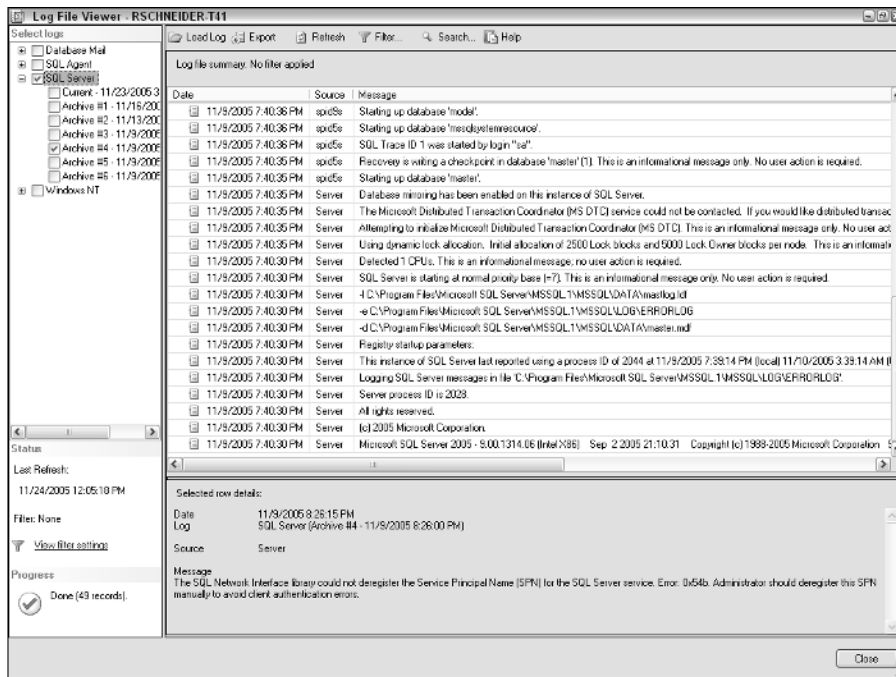 Log File Viewer - RSCHNEIDER-T41
Select logs
Database Mail
SQL Agent
SQL Server
Current - 11/23/2005 3
Archive #1 - 11/16/200
Archive #2 - 11/13/200
Archive #3 - 11/9/2005
Archive #4 - 11/9/2005
Archive #5 - 11/9/2005
Archive #6 - 11/9/2005
Windows NT
Status
Last Refresh:
11/24/2005 12:05:18 PM
Filter: None
View filter settings
Progress
Done (49 records).
Load Log Export Refresh Filter... Search... Help
Log file summary: No filter applied
Date Source Message
11/9/2005 7:40:36 PM spid9s Starting up database 'model'.
11/9/2005 7:40:36 PM spid5s Starting up database 'mssqlsystemresource'.
11/9/2005 7:40:36 PM spid5s SQL Trace ID 1 was started by login "sa".
11/9/2005 7:40:35 PM spid5s Recovery is writing a checkpoint in database 'master' (1). This is an informational message only. No user action is required.
11/9/2005 7:40:35 PM spid5s Starting up database 'master'.
11/9/2005 7:40:35 PM Server Database mirroring has been enabled on this instance of SQL Server.
11/9/2005 7:40:35 PM Server The Microsoft Distributed Transaction Coordinator (MS DTC) service could not be contacted. If you would like distributed transac
11/9/2005 7:40:35 PM Server Attempting to initialize Microsoft Distributed Transaction Coordinator (MS DTC). This is an informational message only. No user act
11/9/2005 7:40:35 PM Server Using dynamic lock allocation. Initial allocation of 2500 Lock blocks and 5000 Lock Owner blocks per node. This is an informati
11/9/2005 7:40:30 PM Server Detected 1 CPUs. This is an informational message; no user action is required.
11/9/2005 7:40:30 PM Server SQL Server is starting at normal priority base (=7). This is an informational message only. No user action is required.
11/9/2005 7:40:30 PM Server -l C:\Program Files\Microsoft SQL Server\MSSQL.1\MSSQL\DATA\mastlog.ldf
11/9/2005 7:40:30 PM Server -e C:\Program Files\Microsoft SQL Server\MSSQL.1\MSSQL\LOG\ERRORLOG
11/9/2005 7:40:30 PM Server -d C:\Program Files\Microsoft SQL Server\MSSQL.1\MSSQL\DATA\master.mdf
11/9/2005 7:40:30 PM Server Registry startup parameters:
11/9/2005 7:40:30 PM Server This instance of SQL Server last reported using a process ID of 2044 at 11/9/2005 7:39:14 PM (local) 11/10/2005 3:39:14 AM (
11/9/2005 7:40:30 PM Server Logging SQL Server messages in file 'C:\Program Files\Microsoft SQL Server\MSSQL.1\MSSQL\LOG\ERRORLOG'.
11/9/2005 7:40:30 PM Server Server process ID is 2028.
11/9/2005 7:40:30 PM Server All rights reserved.
11/9/2005 7:40:30 PM Server (c) 2005 Microsoft Corporation.
11/9/2005 7:40:30 PM Server Microsoft SQL Server 2005 - 9.00.1314.06 (Intel X86) Sep 2 2005 21:10:31 Copyright (c) 1988-2005 Microsoft Corporation
Selected row details:
Date 11/9/2005 8:26:15 PM
Log SQL Server (Archive #4 - 11/9/2005 8:26:00 PM)
Source Server
Message
The SQL Network Interface library could not deregister the Service Principal Name (SPN) for the SQL Server service. Error: 0x54b. Administrator should deregister this SPN
manually to avoid client authentication errors.
Close